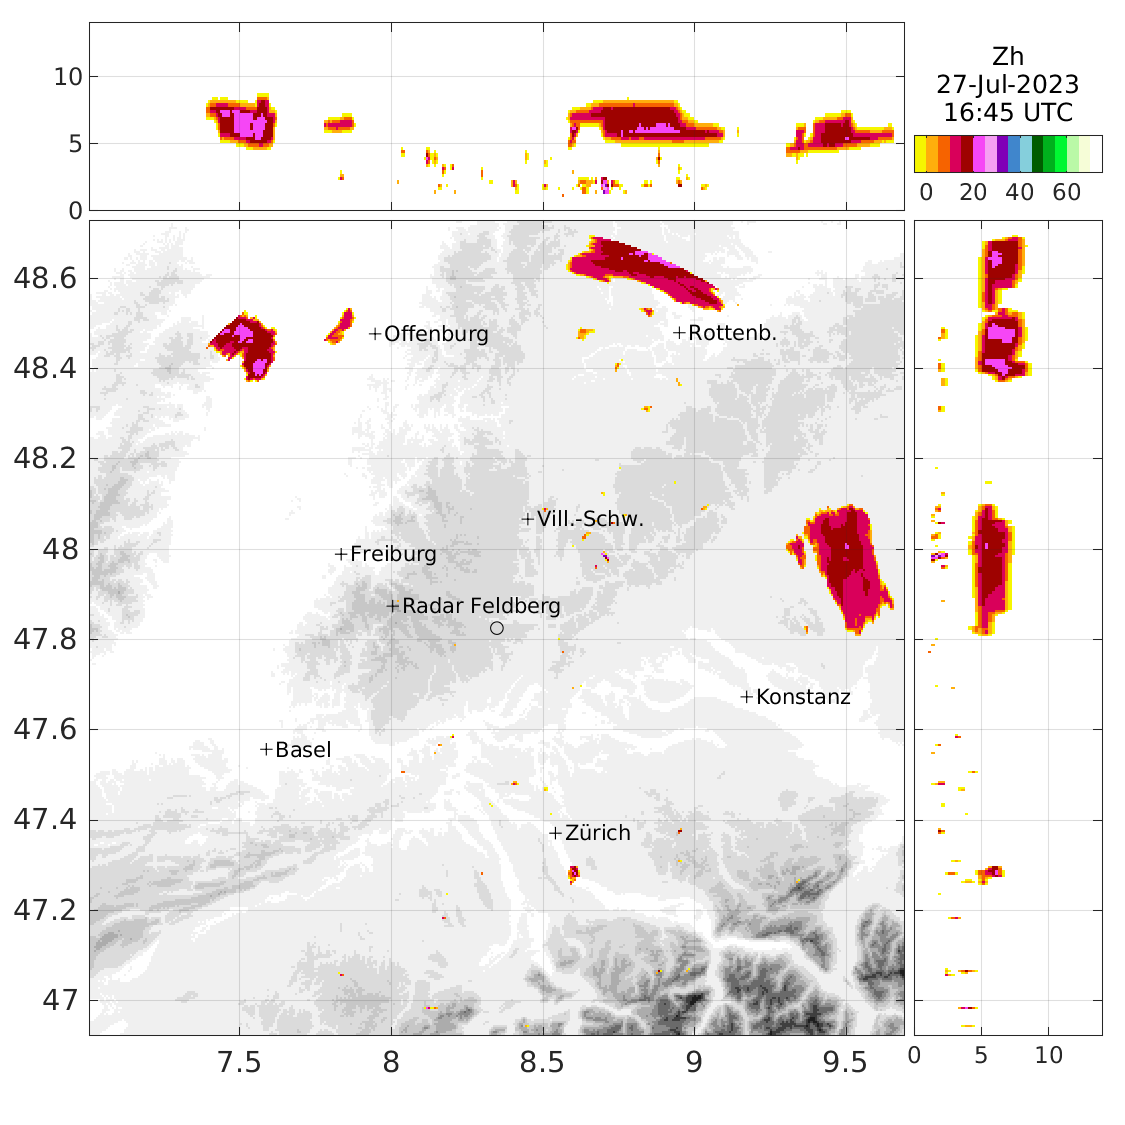 10
5
0
Zh
27-Jul-2023
16:45 UTC
0 20 40 60
48.6
48.4
48.2
48
47.8
47.6
47.4
47.2
47
+Offenburg
+Rottenb.
+Vill.-Schw.
+Freiburg
+Radar Feldberg
+Konstanz
+Basel
+Zürich
7.5 8 8.5 9 9.5
0 5 10